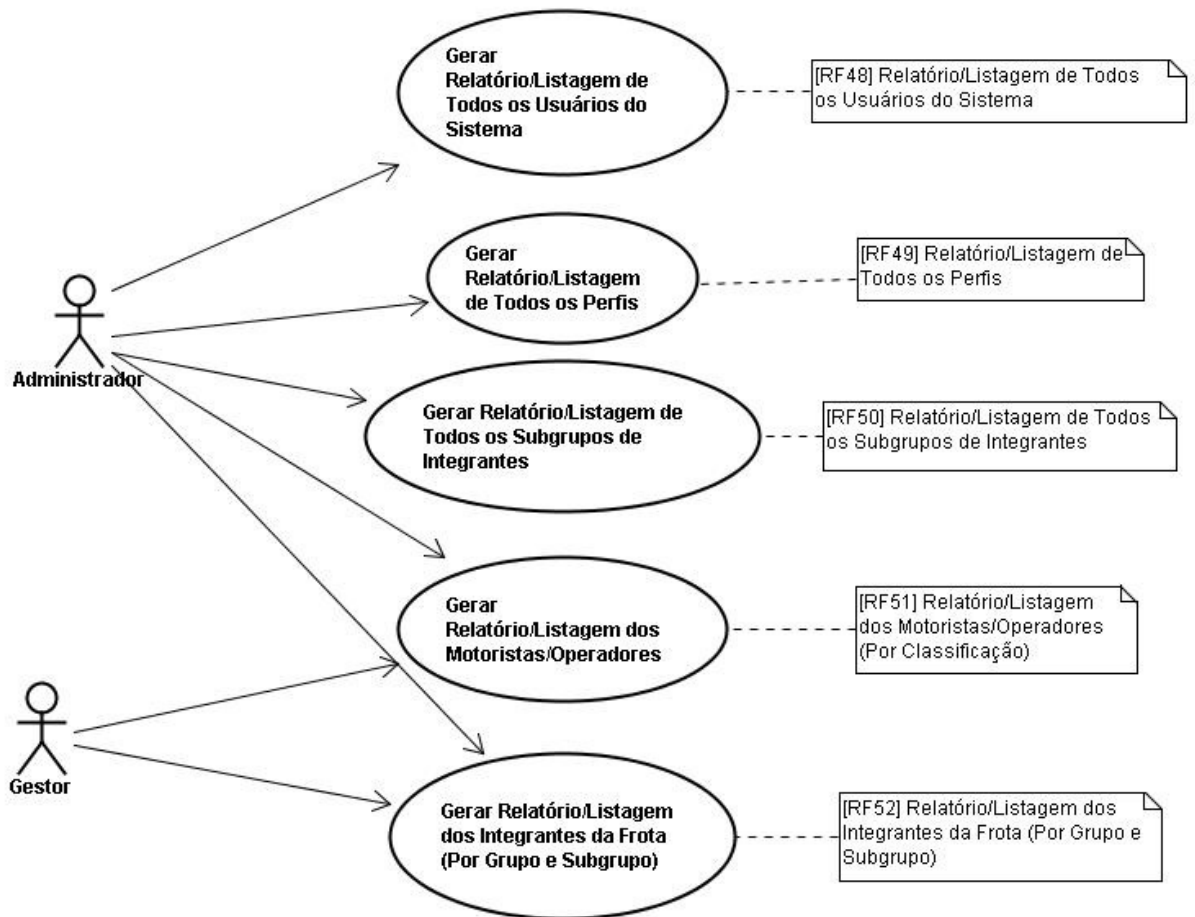 Gerar
Relatório/Listagem de
Todos os Usuários do
Sistema
[RF48] Relatório/Listagem de Todos
os Usuários do Sistema
Gerar
Relatório/Listagem
de Todos os Perfis
[RF49] Relatório/Listagem de
Todos os Perfis
Administrador
Gerar Relatório/Listagem de
Todos os Subgrupos de
Integrantes
[RF50] Relatório/Listagem de Todos
os Subgrupos de Integrantes
Gerar
Relatório/Listagem dos
Motoristas/Operadores
[RF51] Relatório/Listagem
dos Motoristas/Operadores
(Por Classificação)
Gestor
Gerar Relatório/Listagem
dos Integrantes da Frota
(Por Grupo e Subgrupo)
[RF52] Relatório/Listagem dos
Integrantes da Frota (Por Grupo e
Subgrupo)